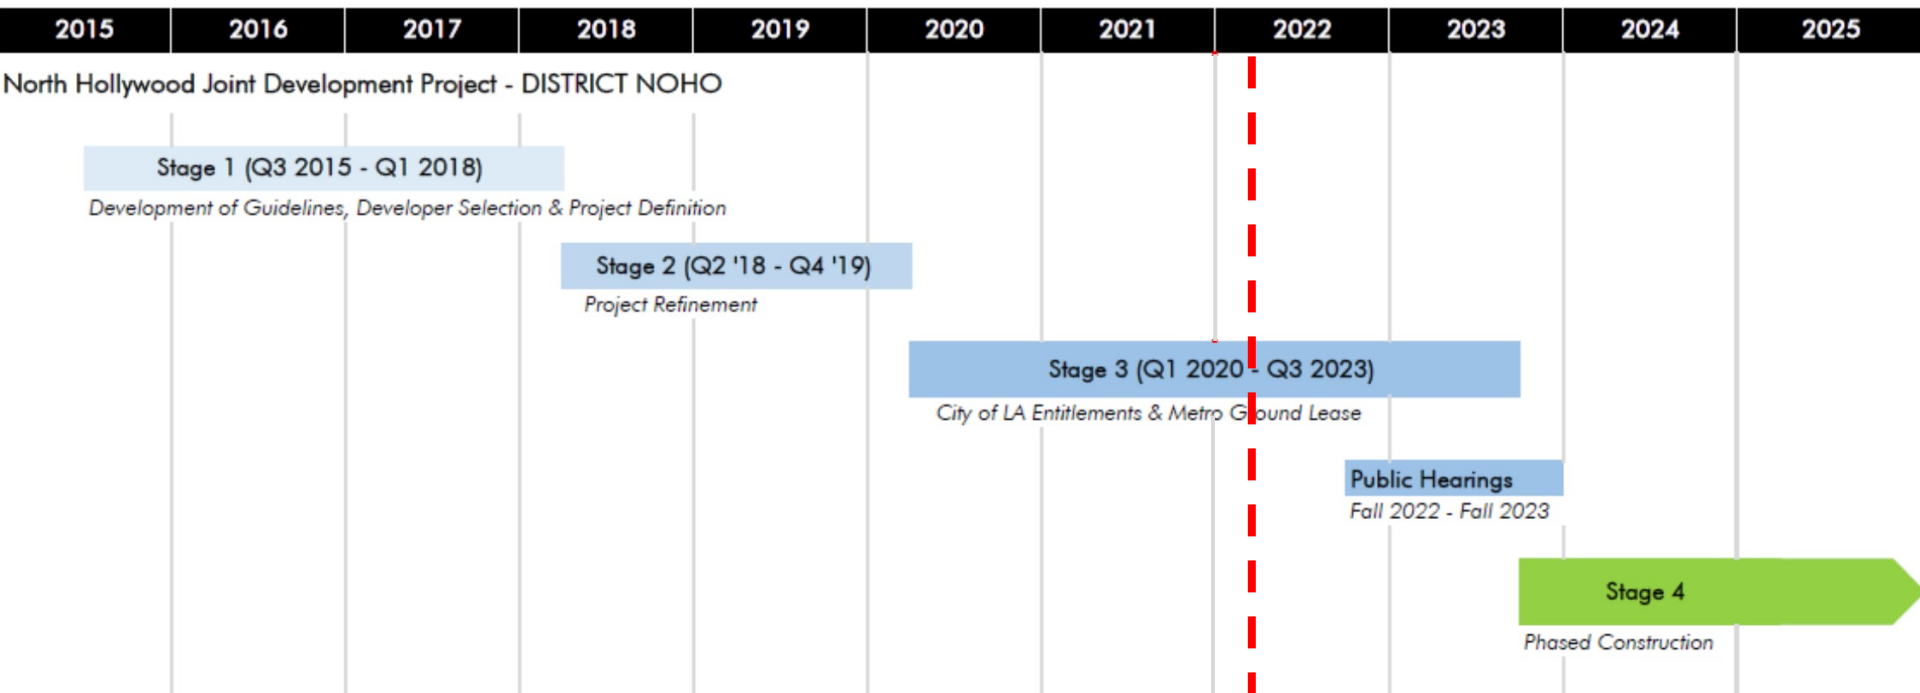 2015 2016 2017 2018 2019 2020 2021 2022 2023 2024 2025
North Hollywood Joint Development Project - DISTRICT NOHO
Stage 1 (Q3 2015 - Q1 2018)
Development of Guidelines, Developer Selection & Project Definition
Stage 2 (Q2 '18 - Q4 '19)
Project Refinement
Stage 3 (Q1 2020 - Q3 2023)
City of LA Entitlements & Metro Ground Lease
Public Hearings
Fall 2022 - Fall 2023
Stage 4
Phased Construction